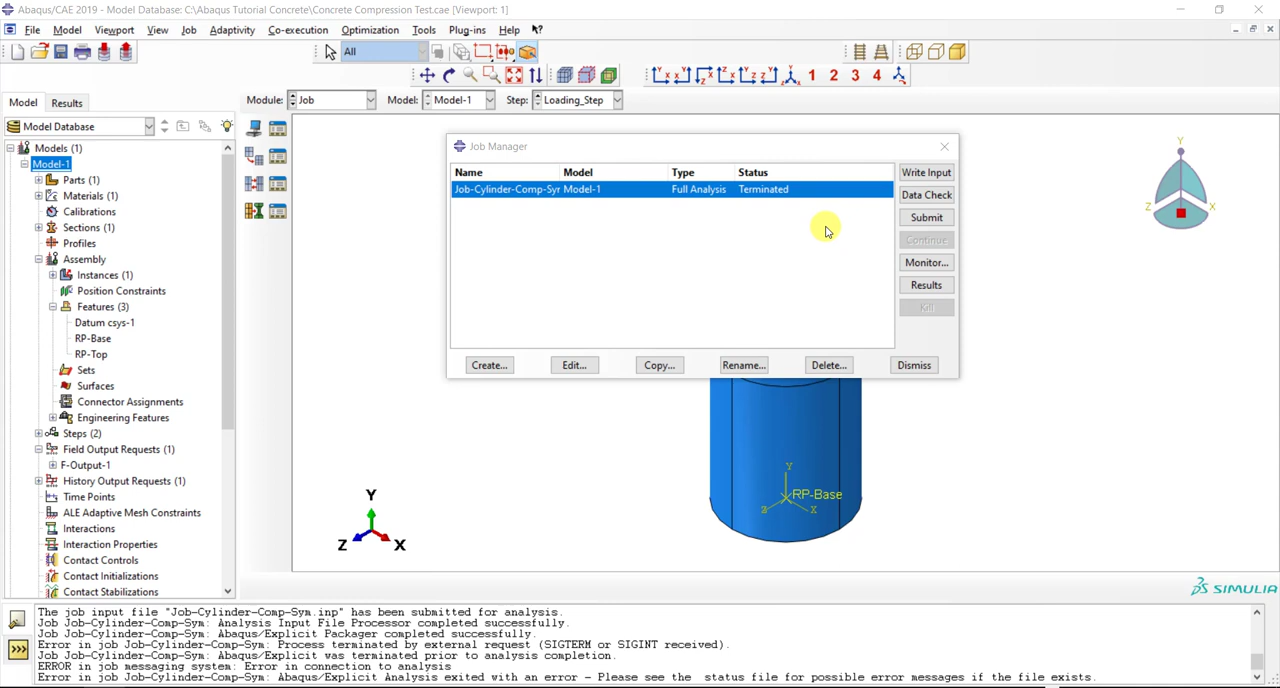 Abaqus/CAE 2019 - Model Database: C:\Abaqus Tutorial Concrete\Concrete Compression Test.cae [Viewport: 1]
File Model Viewport View Job Adaptivity Co-execution Optimization Tools Plug-ins Help
All
1 2 3 4
Model Results
Module: Job Model: Model-1 Step: Loading_Step
Model Database
Models (1)
Model-1
Parts (1)
Materials (1)
Calibrations
Sections (1)
Profiles
Assembly
Instances (1)
Position Constraints
Features (3)
Datum csys-1
RP-Base
RP-Top
Sets
Surfaces
Connector Assignments
Engineering Features
Steps (2)
Field Output Requests (1)
F-Output-1
History Output Requests (1)
Time Points
ALE Adaptive Mesh Constraints
Interactions
Interaction Properties
Contact Controls
Contact Initializations
Contact Stabilizations
Job Manager
Name Model Type Status
Job-Cylinder-Comp-Syr Model-1 Full Analysis Terminated
Write Input
Data Check
Submit
Continue
Monitor...
Results
Kill
Create... Edit... Copy... Rename... Delete... Dismiss
Y
Z X
Y
RP-Base
Z X
Y
Z X
SIMULIA
The job input file "Job-Cylinder-Comp-Sym.inp" has been submitted for analysis.
Job Job-Cylinder-Comp-Sym: Analysis Input File Processor completed successfully.
Job Job-Cylinder-Comp-Sym: Abaqus/Explicit Packager completed successfully.
Error in job Job-Cylinder-Comp-Sym: Process terminated by external request (SIGTERM or SIGINT received).
Job Job-Cylinder-Comp-Sym: Abaqus/Explicit was terminated prior to analysis completion.
ERROR in job messaging system: Error in connection to analysis
Error in job Job-Cylinder-Comp-Sym: Abaqus/Explicit Analysis exited with an error - Please see the status file for possible error messages if the file exists.